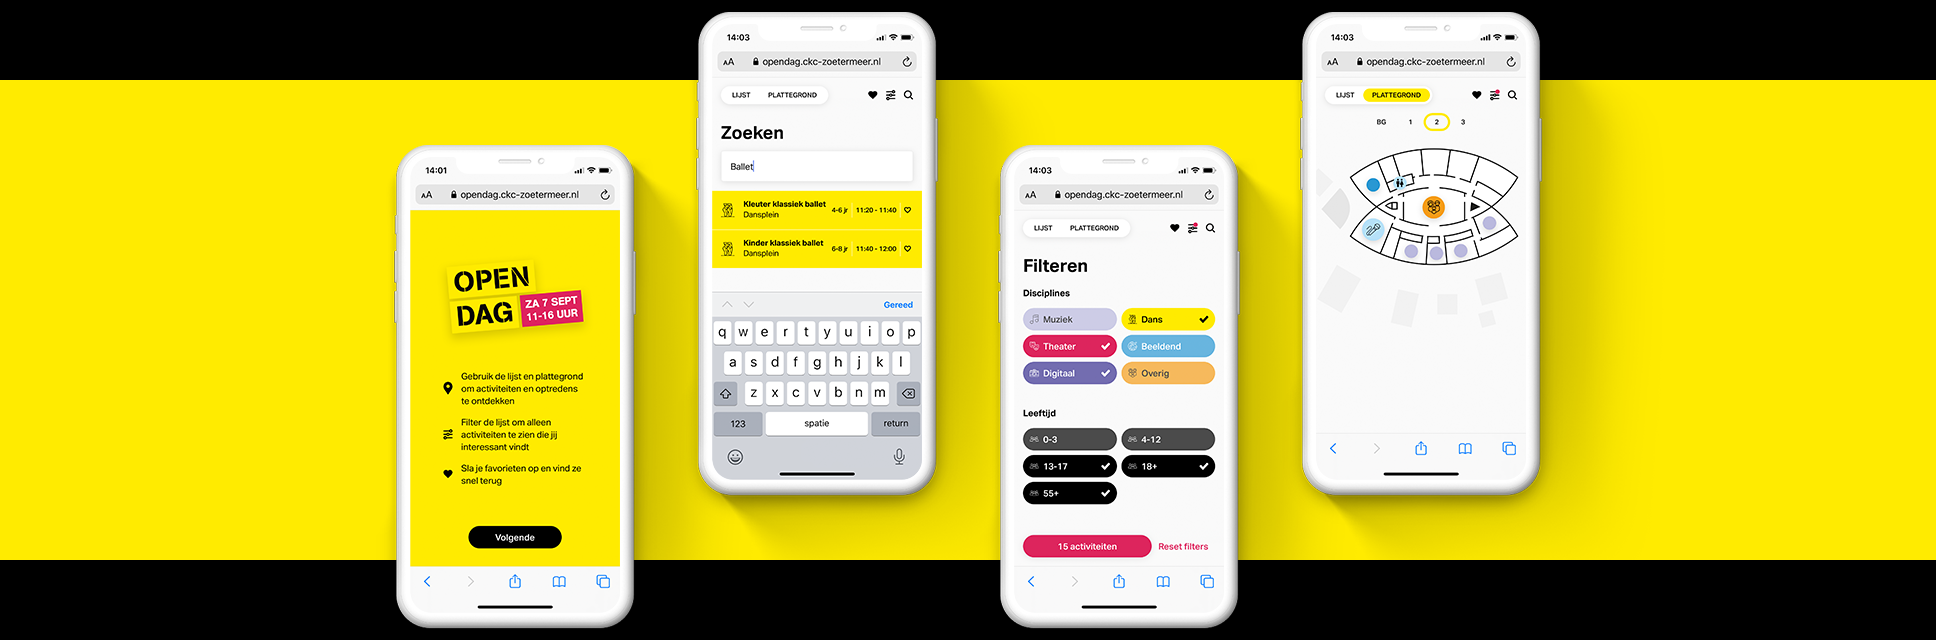 14:01
AA opendag.ckc-zoetermeer.nl
OPEN
DAG
ZA 7 SEPT
11-16 UUR
Gebruik de lijst en plattegrond
om activiteiten en optredens
te ontdekken
Filter de lijst om alleen
activiteiten te zien die jij
interessant vindt
Sla je favorieten op en vind ze
snel terug
Volgende
14:03
AA opendag.ckc-zoetermeer.nl
LIJST PLATTEGROND
Zoeken
Ballet
Kleuter klassiek ballet
Dansplein
4-6 jr 11:20 - 11:40
Kinder klassiek ballet
Dansplein
6-8 jr 11:40 - 12:00
Gereed
q w e r t y u i o p
a s d f g h j k l
z x c v b n m
123 spatie return
14:03
AA opendag.ckc-zoetermeer.nl
LIJST PLATTEGROND
Filteren
Disciplines
Muziek Dans
Theater Beeldend
Digitaal Overig
Leeftijd
0-3 4-12
13-17 18+
55+
15 activiteiten Reset filters
14:03
AA opendag.ckc-zoetermeer.nl
LIJST PLATTEGROND
BG 1 2 3